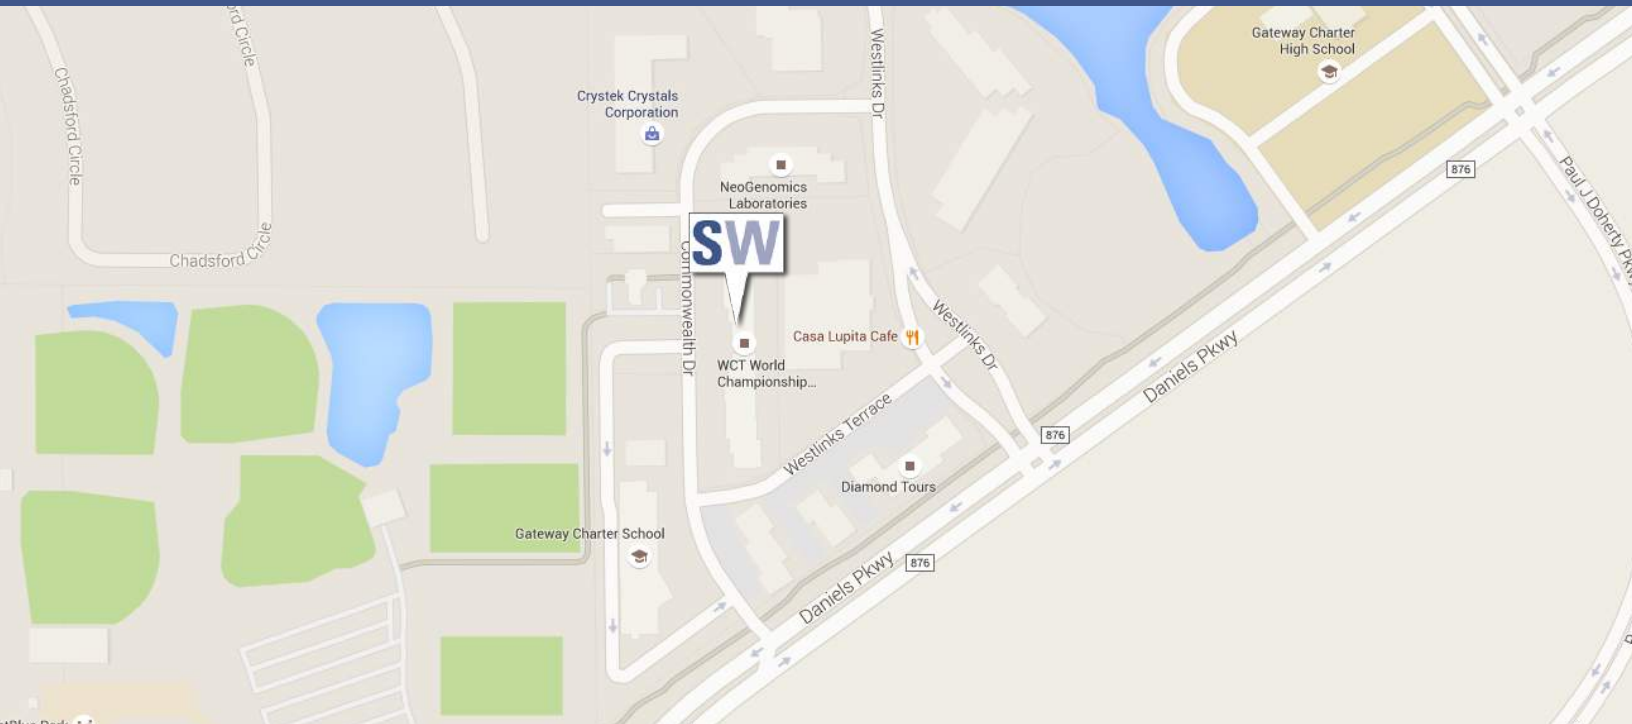 ord Circle
Chadsford Circle
Chadsford Circle
Crystek Crystals
Corporation
Westlinks Dr
Gateway Charter
High School
NeoGenomics
Laboratories
SW
Commonwealth Dr
876
Paul J Doherty Pkwy
Casa Lupita Cafe
Westlinks Dr
WCT World
Championship...
Daniels Pkwy
Westlinks Terrace
876
Diamond Tours
Gateway Charter School
876
Daniels Pkwy